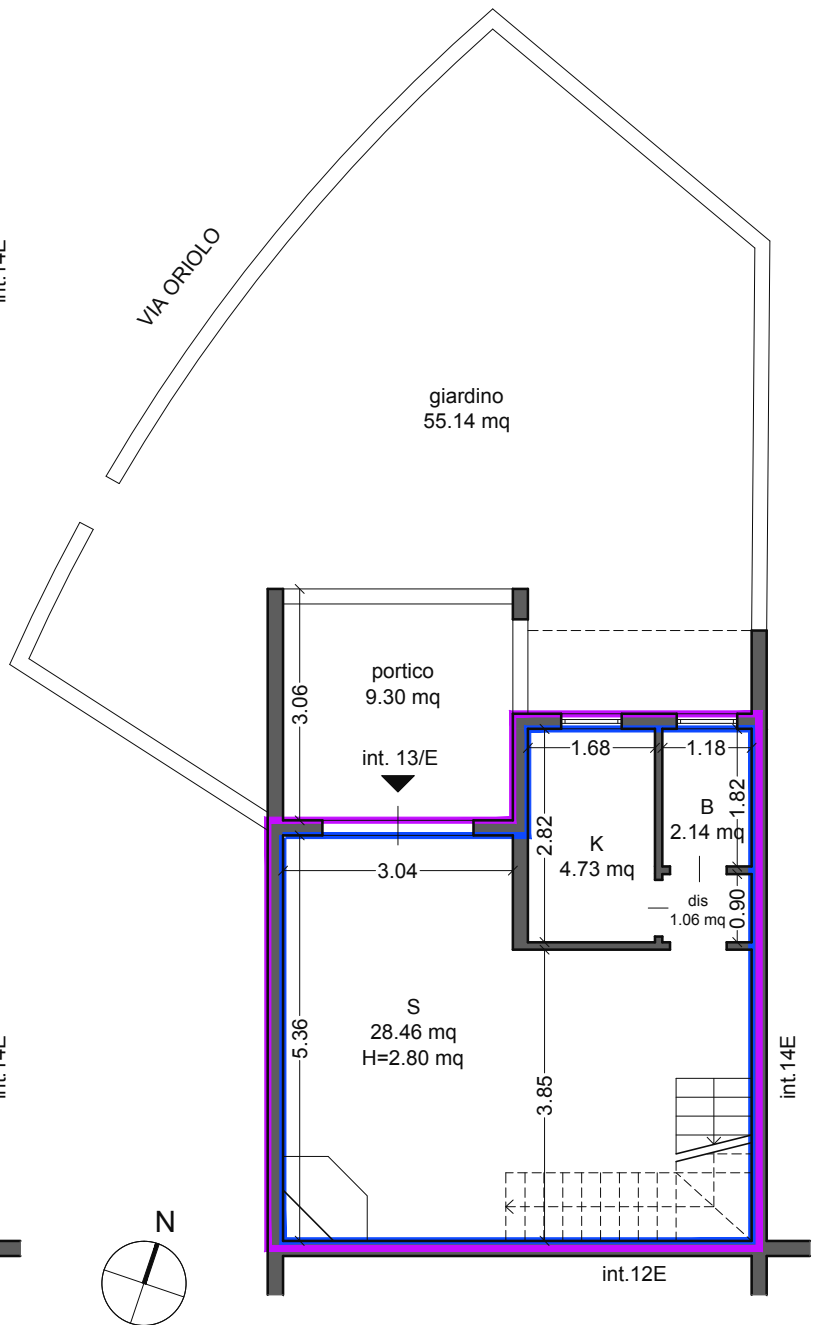 int.14E
VIA ORIOLO
giardino
55.14 mq
portico
9.30 mq
3.06
int. 13/E
1.68
1.18
1.82
B
2.14 mq
2.82
K
4.73 mq
3.04
dis
1.06 mq
0.90
S
28.46 mq
H=2.80 mq
5.36
3.85
int.14E
int.14E
N
int.12E